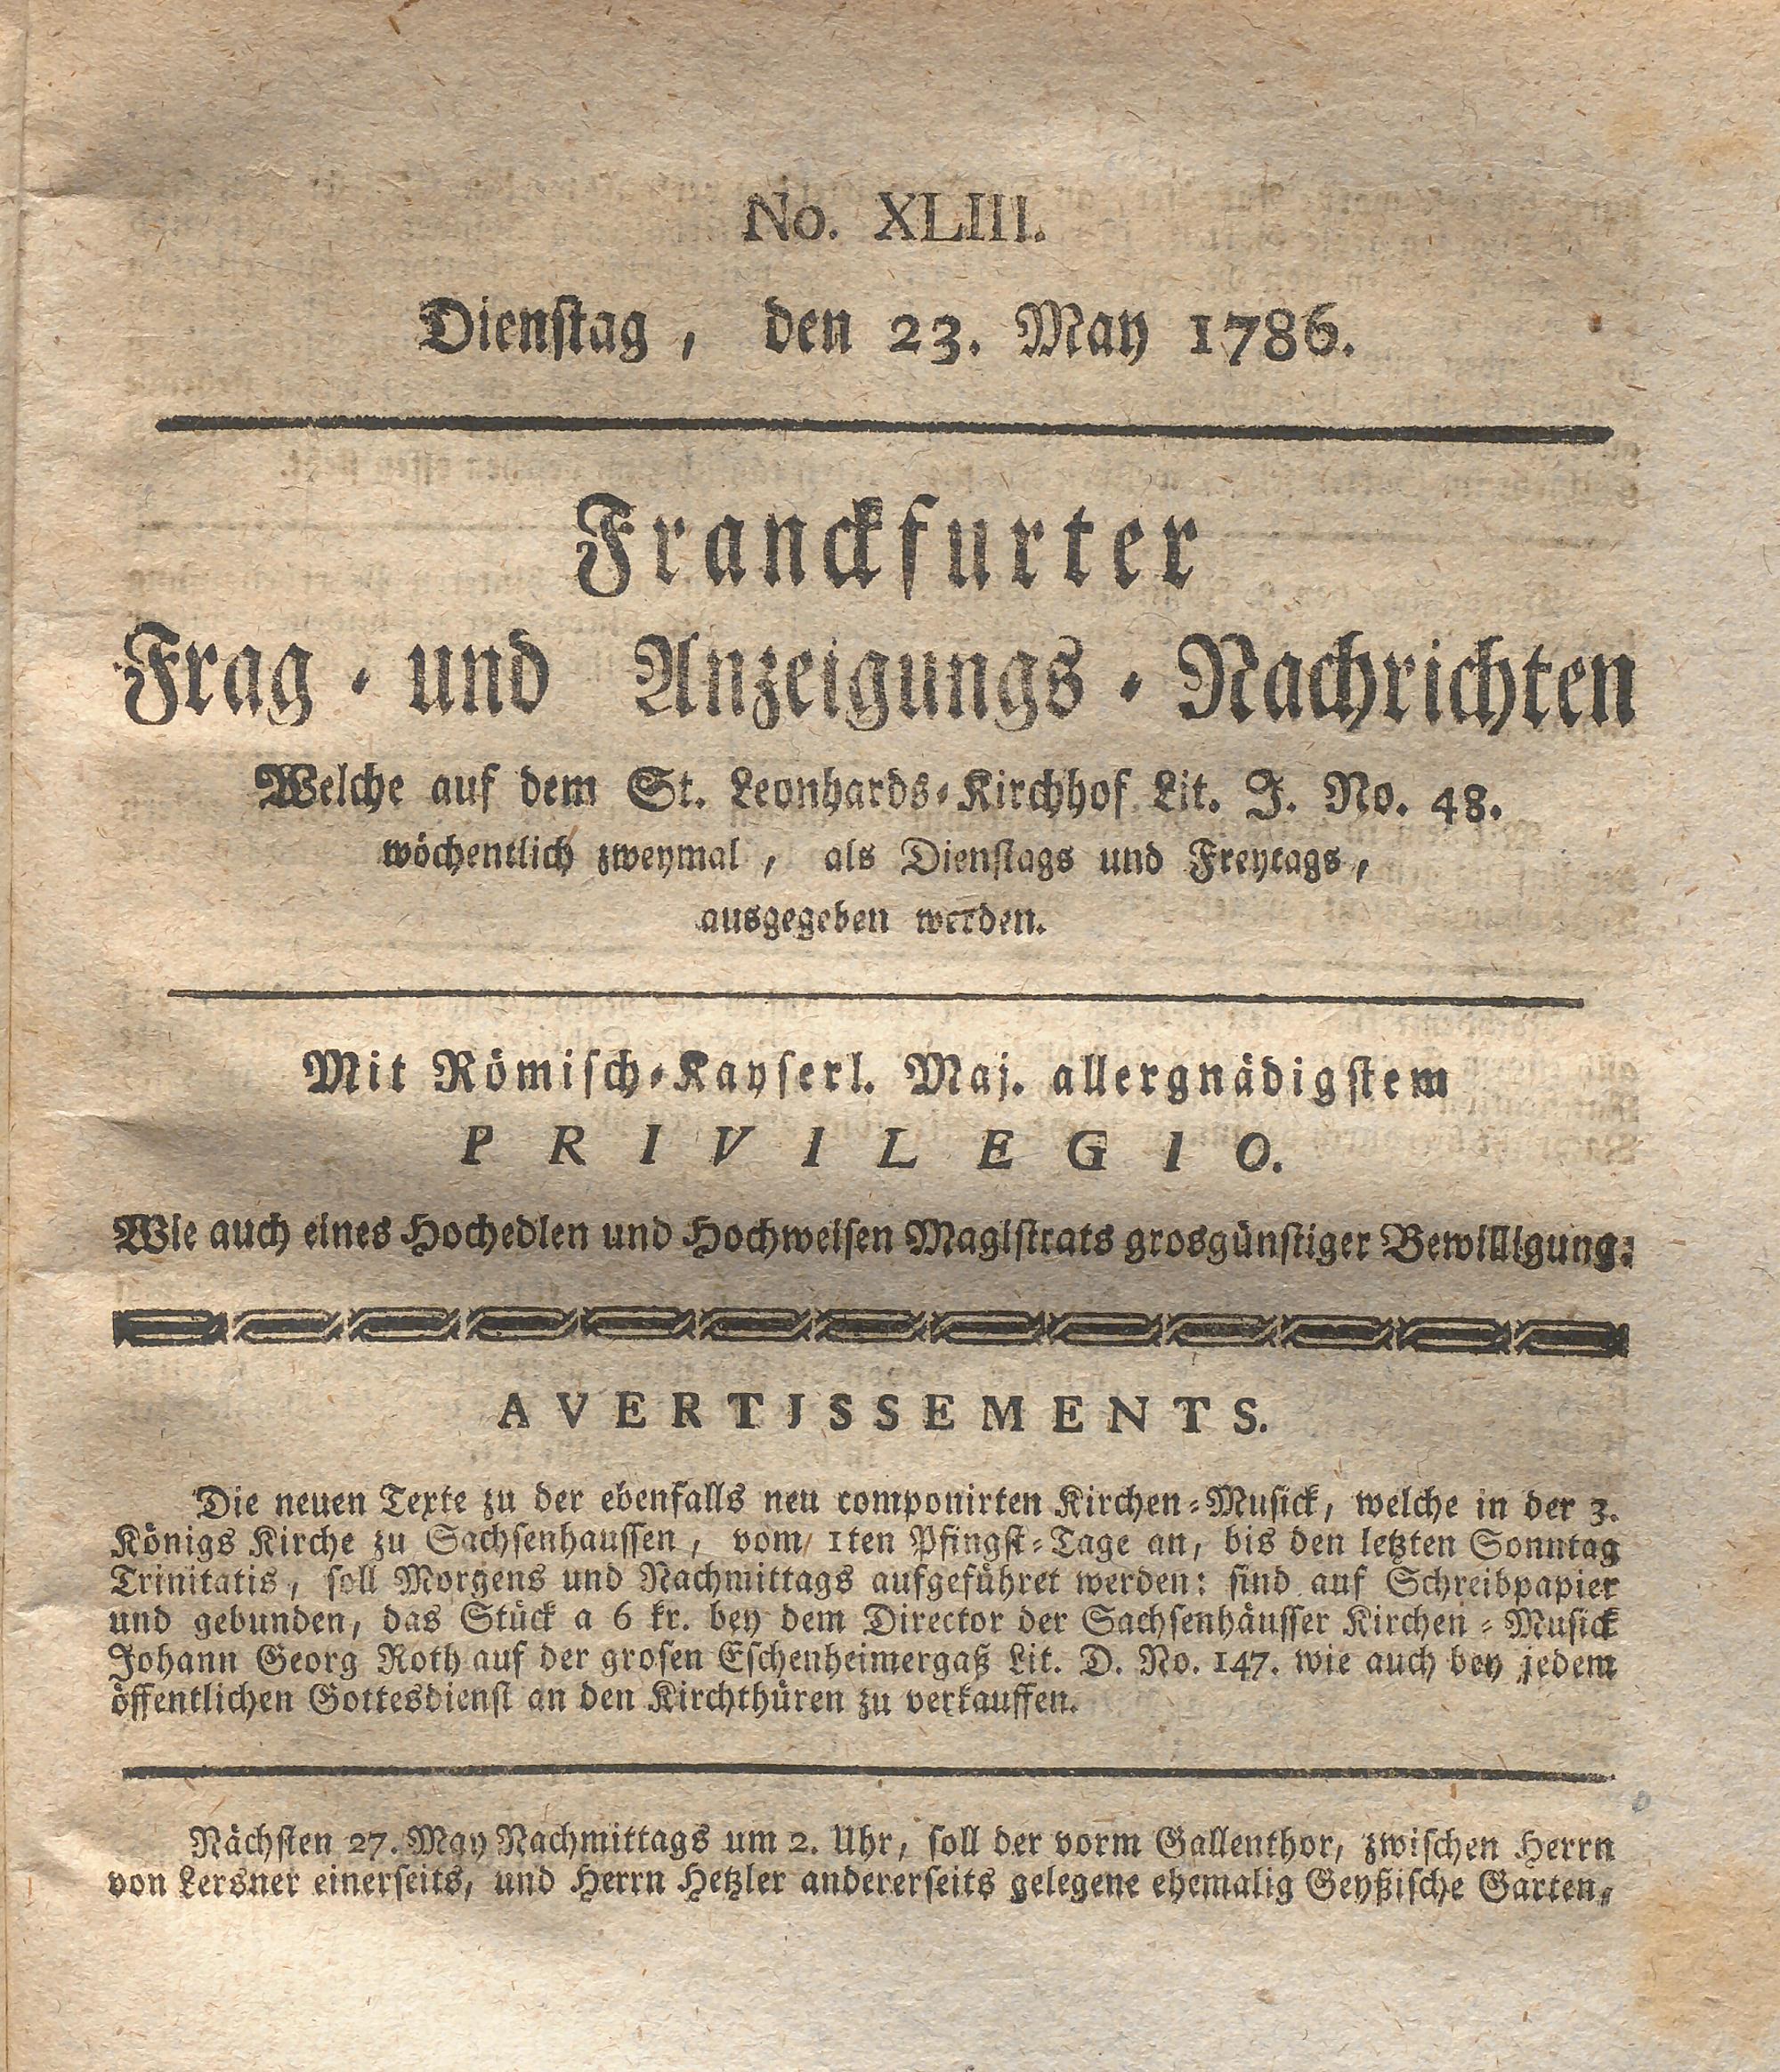 No. XLIII.
Dienstag, den 23. May 1786.
Franckfurter
Frag- und Anzeigungs-Nachrichten
Welche auf dem St. Leonhards-Kirchhof Lit. J. No. 48.
wöchentlich zweymal, als Dienstags und Freytags,
ausgegeben werden.
Mit Römisch-Kayserl. Maj. allergnädigstem
PRIVILEGIO.
Wie auch eines Hochedlen und Hochweisen Magistrats grosgünstiger Bewilligung.
AVERTJSSEMENTS.
Die neuen Texte zu der ebenfalls neu componirten Kirchen-Musick, welche in der 3.
Königs Kirche zu Sachsenhaussen, vom 1ten Pfingst-Tage an, bis den letzten Sonntag
Trinitatis, soll Morgens und Nachmittags aufgeführet werden: sind auf Schreibpapier
und gebunden, das Stück a 6 kr. bey dem Director der Sachsenhäusser Kirchen-Musick
Johann Georg Roth auf der grosen Eschenheimergaß Lit. D. No. 147. wie auch bey jedem
öffentlichen Gottesdienst an den Kirchthüren zu verkauffen.
Nächsten 27. May Nachmittags um 2. Uhr, soll der vorm Gallenthor, zwischen Herrn
von Lersner einerseits, und Herrn Hetzler andererseits gelegene ehemalig Geyßische Garten,